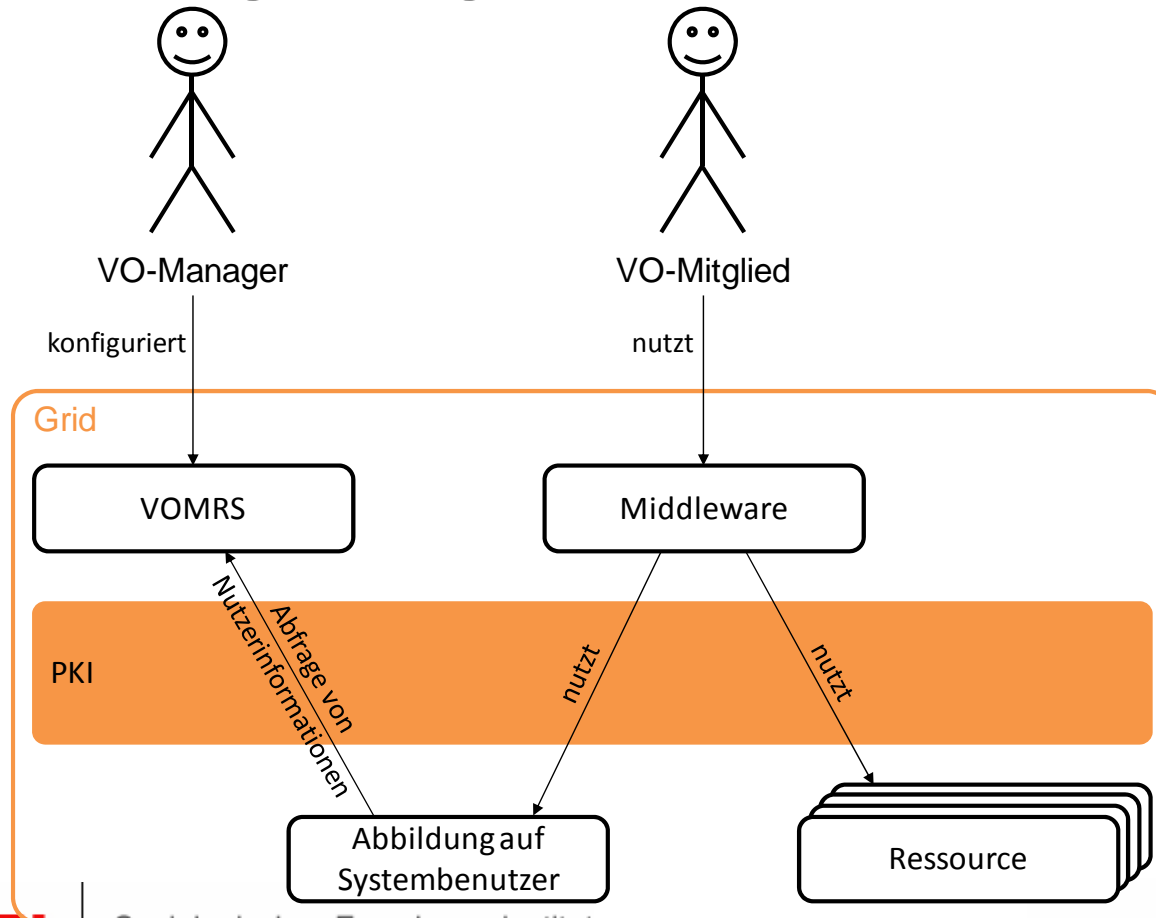 VO-Manager
VO-Mitglied
konfiguriert
nutzt
Grid
VOMRS
Middleware
PKI
Abfrage von
Nutzerinformationen
nutzt
nutzt
Abbildung auf
Systembenutzer
Ressource